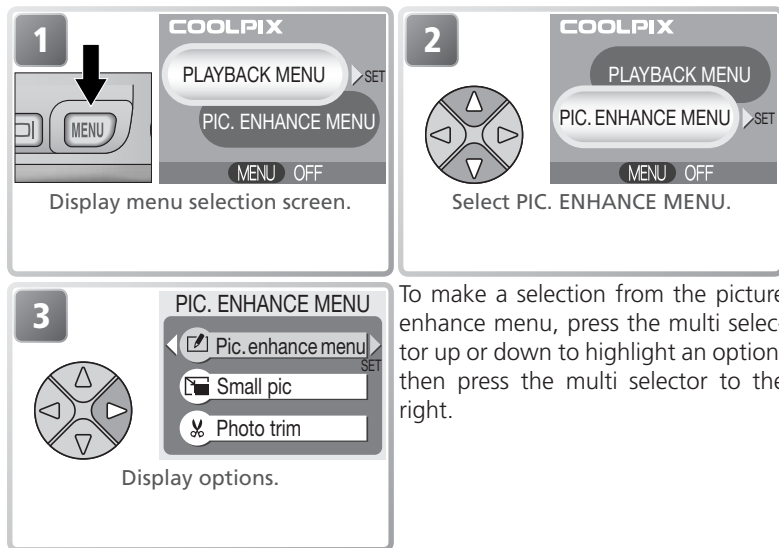 1
MENU
COOLPIX
PLAYBACK MENU
SET
PIC. ENHANCE MENU
MENU OFF
Display menu selection screen.
2
COOLPIX
PLAYBACK MENU
PIC. ENHANCE MENU
SET
MENU OFF
Select PIC. ENHANCE MENU.
3
PIC. ENHANCE MENU
Pic.enhance menu
SET
Small pic
Photo trim
Display options.
To make a selection from the picture
enhance menu, press the multi selec-
tor up or down to highlight an option
then press the multi selector to the
right.